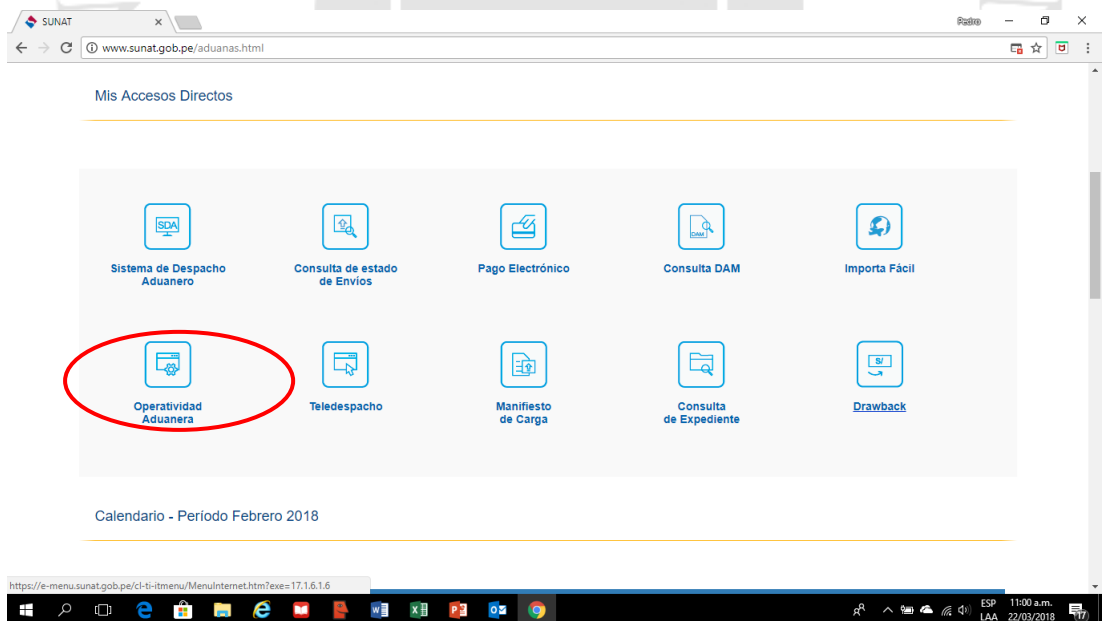 SUNAT
Pedro
www.sunat.gob.pe/aduanas.html
Mis Accesos Directos
SDA
DAM
Sistema de Despacho
Aduanero
Consulta de estado
de Envíos
Pago Electrónico
Consulta DAM
Importa Fácil
S/
Operatividad
Aduanera
Teledespacho
Manifiesto
de Carga
Consulta
de Expediente
Drawback
Calendario - Período Febrero 2018
https://e-menu.sunat.gob.pe/cl-ti-itmenu/MenuInternet.htm?exe=17.1.6.1.6
ESP 11:00 a.m.
LAA 22/03/2018
17